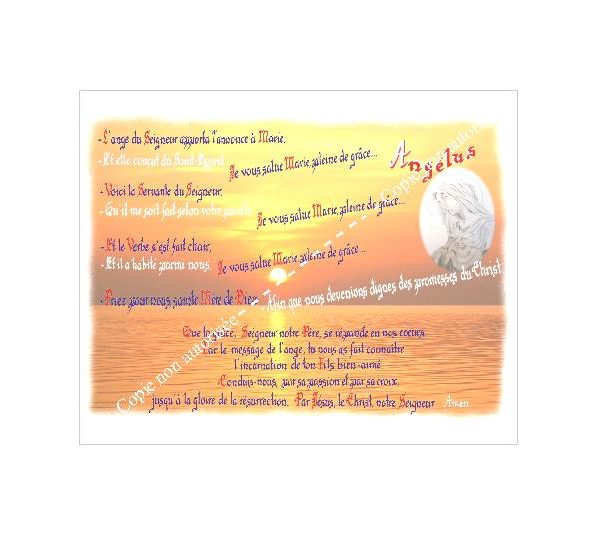 Angelus
- L'ange du Seigneur apporta l'annonce à Marie,
- Et elle conçut du Saint-Esprit.
Je vous salue Marie, pleine de grâce...
- Voici la Servante du Seigneur,
- Qu'il me soit fait selon votre parole
Je vous salue Marie, pleine de grâce...
- Et le Verbe s'est fait chair,
- Et il a habité parmi nous.
Je vous salue Marie, pleine de grâce...
- Priez pour nous, sainte Mère de Dieu,
- Afin que nous devenions dignes des promesses du Christ
Que ta grâce, Seigneur notre Père, se répande en nos coeurs.
Par le message de l'ange, tu nous as fait connaître
l'incarnation de ton Fils bien-aimé.
Conduis-nous, par sa passion et par sa croix,
jusqu'à la gloire de la résurrection. Par Jésus, le Christ, notre Seigneur Amen
Copie non autorisée - - - - - - - Copie non autorisée